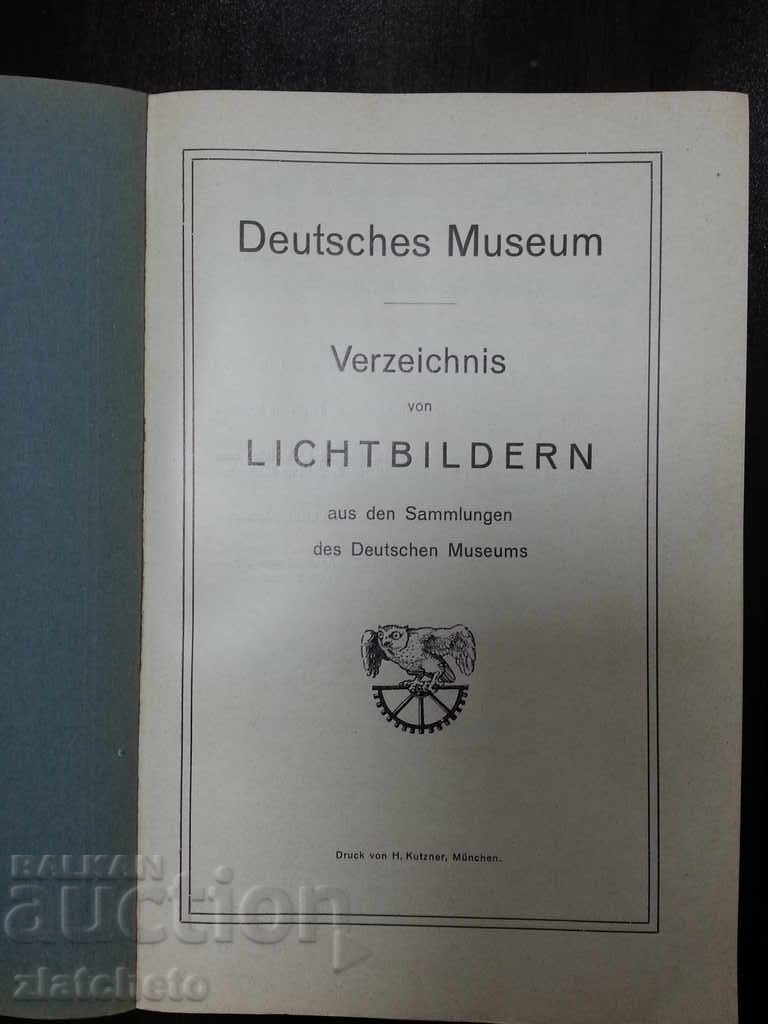 Deutsches Museum
Verzeichnis
von
LICHTBILDERN
aus den Sammlungen
des Deutschen Museums
Druck von H. Kutzner, München.
BALKAN
auction
zlatcheto